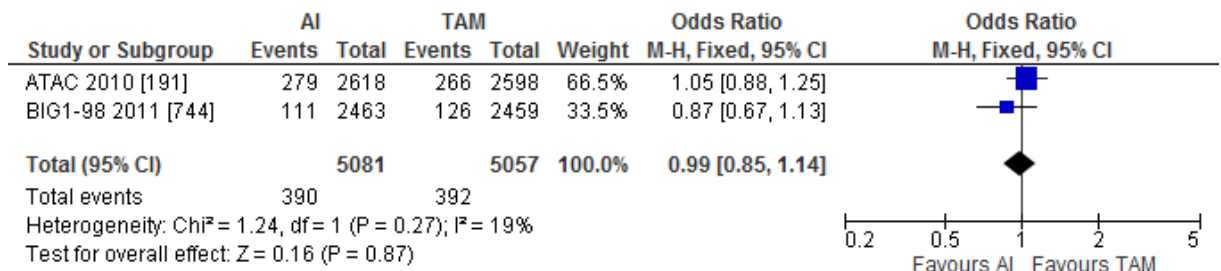 AI TAM Odds Ratio Odds Ratio
Study or Subgroup Events Total Events Total Weight M-H, Fixed, 95% CI M-H, Fixed, 95% CI
ATAC 2010 [191] 279 2618 266 2598 66.5% 1.05 [0.88, 1.25]
BIG1-98 2011 [744] 111 2463 126 2459 33.5% 0.87 [0.67, 1.13]
Total (95% CI) 5081 5057 100.0% 0.99 [0.85, 1.14]
Total events 390 392
Heterogeneity: Chi² = 1.24, df = 1 (P = 0.27); I² = 19%
Test for overall effect: Z = 0.16 (P = 0.87)
0.2 0.5 1 2 5
Favours AI Favours TAM